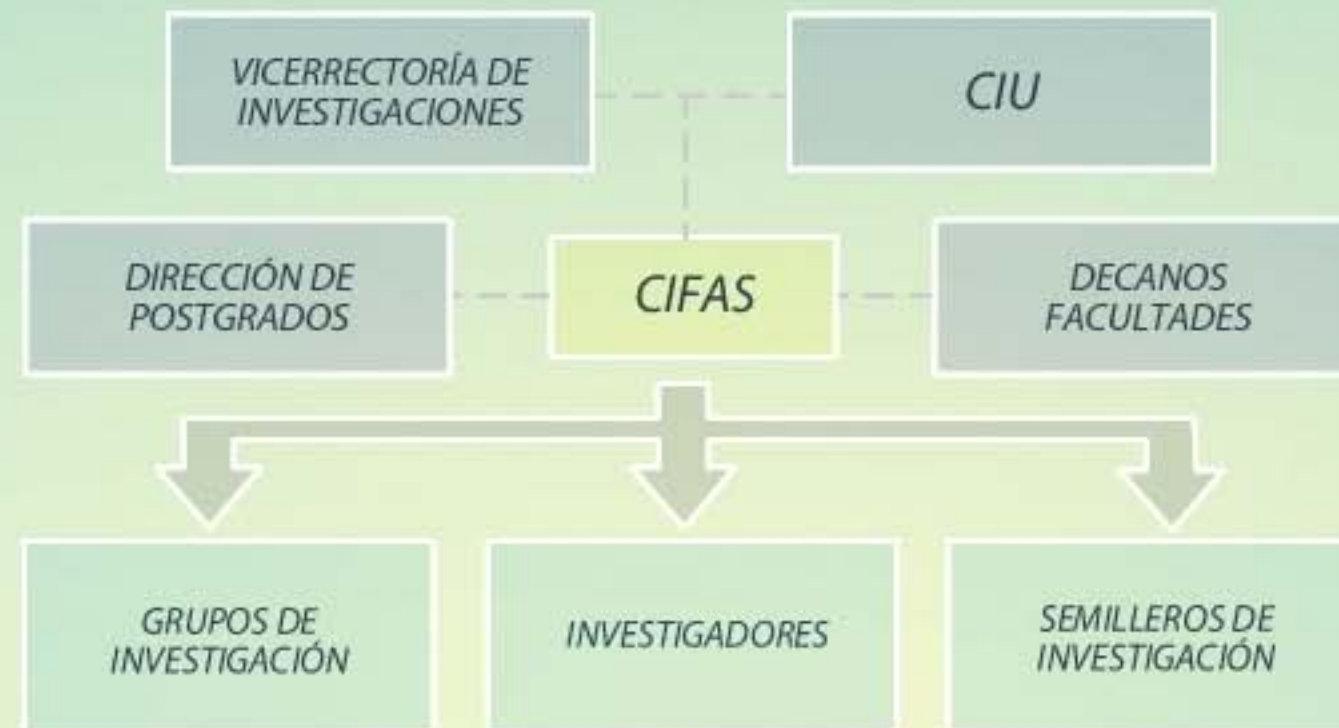 VICERRECTORÍA DE
INVESTIGACIONES
CIU
DIRECCIÓN DE
POSTGRADOS
CIFAS
DECANOS
FACULTADES
GRUPOS DE
INVESTIGACIÓN
INVESTIGADORES
SEMILLEROS DE
INVESTIGACIÓN